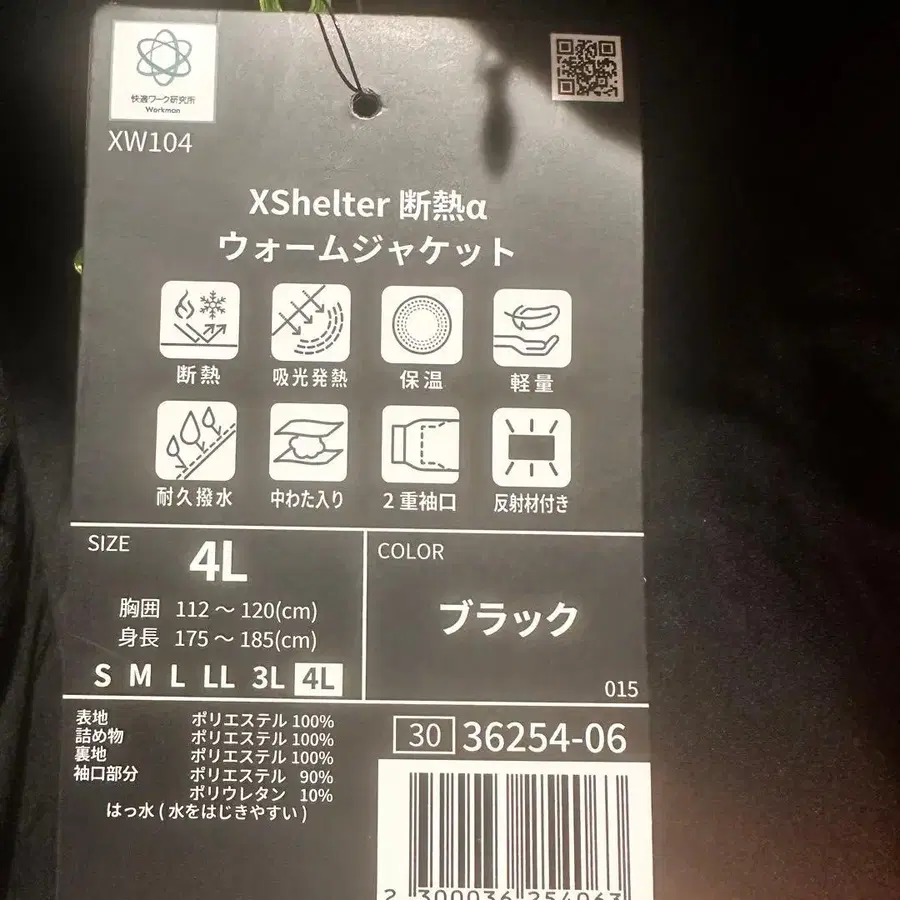 快適ワーク研究所
Workman
XW104
XShelter 断熱α
ウォームジャケット
断熱 吸光発熱 保温 軽量
耐久撥水 中わた入り 2重袖口 反射材付き
SIZE
4L
胸囲 112～120(cm)
身長 175～185(cm)
S M L LL 3L 4L
COLOR
ブラック
015
表地 ポリエステル 100%
詰め物 ポリエステル 100%
裏地 ポリエステル 100%
袖口部分 ポリエステル 90%
ポリウレタン 10%
はっ水 ( 水をはじきやすい )
30 36254-06
2 300036 254063